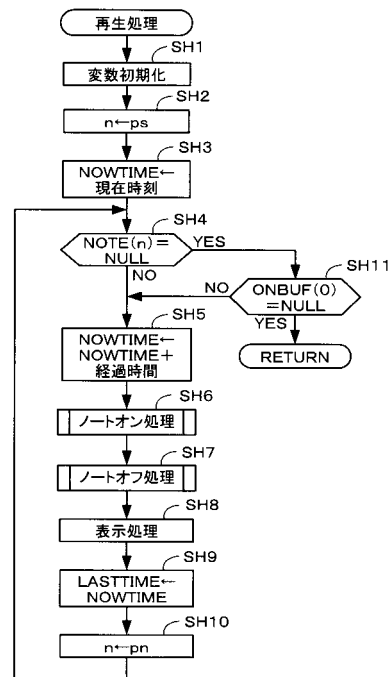 再生処理
SH1
変数初期化
SH2
n←ps
SH3
NOWTIME←
現在時刻
SH4
NOTE(n)=
NULL
YES
NO
SH11
ONBUF(0)
=NULL
NO
YES
RETURN
SH5
NOWTIME←
NOWTIME+
経過時間
SH6
ノートオン処理
SH7
ノートオフ処理
SH8
表示処理
SH9
LASTTIME←
NOWTIME
SH10
n←pn